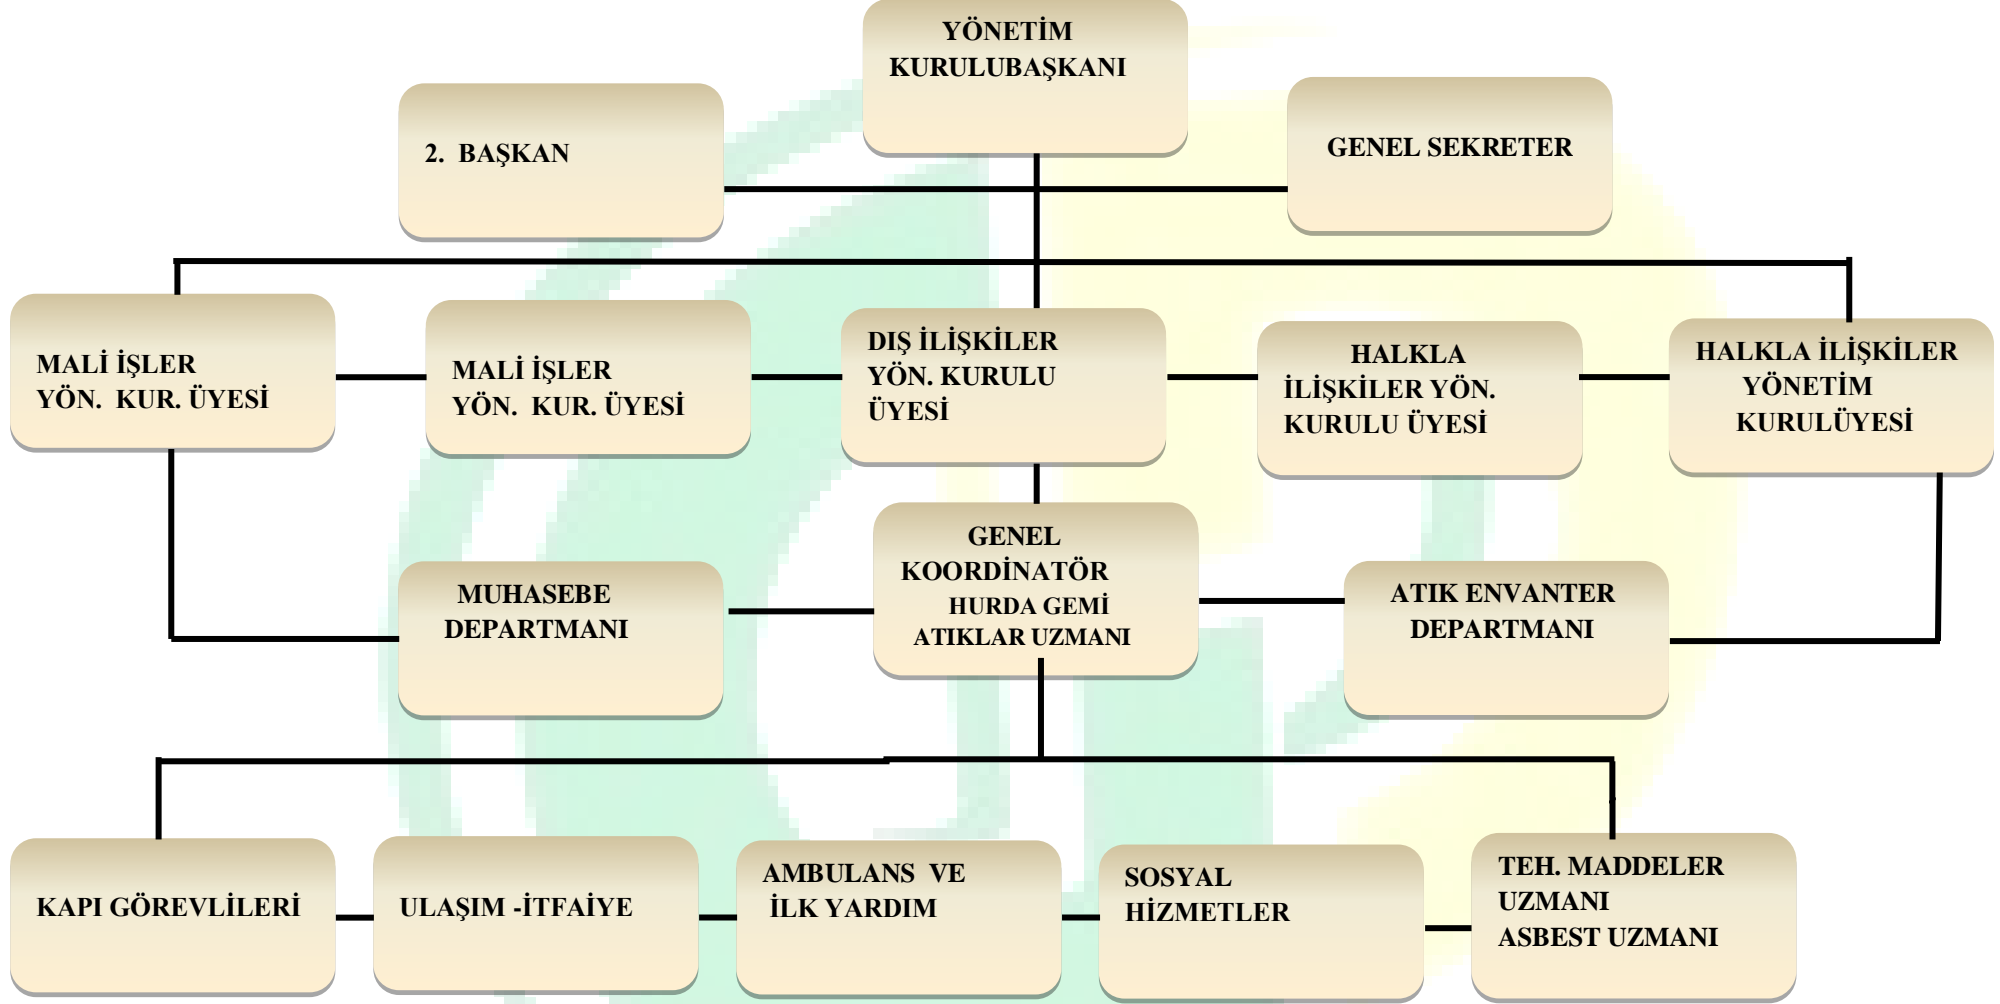 YÖNETİM
KURULUBAŞKANI
2. BAŞKAN
GENEL SEKRETER
MALİ İŞLER
YÖN. KUR. ÜYESİ
MALİ İŞLER
YÖN. KUR. ÜYESİ
DIŞ İLİŞKİLER
YÖN. KURULU
ÜYESİ
HALKLA
İLİŞKİLER YÖN.
KURULU ÜYESİ
HALKLA İLİŞKİLER
YÖNETİM
KURULÜYESİ
MUHASEBE
DEPARTMANI
GENEL
KOORDİNATÖR
HURDA GEMİ
ATIKLAR UZMANI
ATIK ENVANTER
DEPARTMANI
KAPI GÖREVLİLERİ
ULAŞIM -İTFAİYE
AMBULANS VE
İLK YARDIM
SOSYAL
HİZMETLER
TEH. MADDELER
UZMANI
ASBEST UZMANI